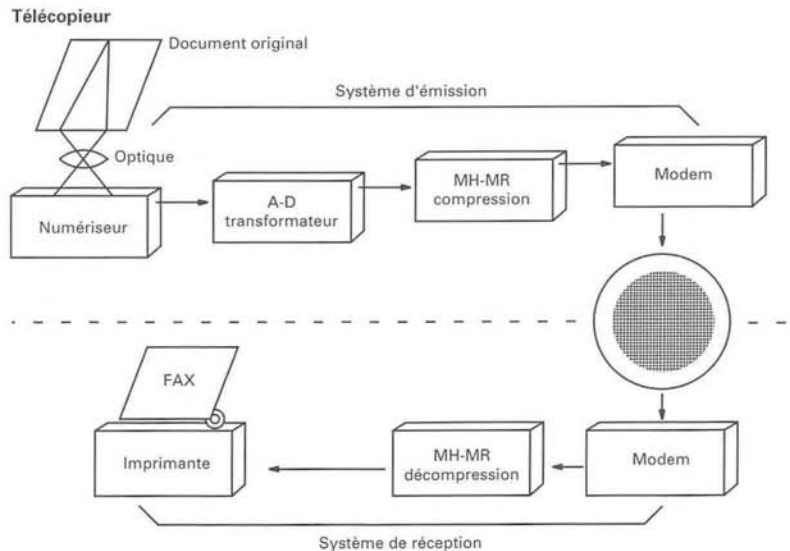 Télécopieur
Document original
Système d'émission
Optique
Numériseur
A-D
transformateur
MH-MR
compression
Modem
FAX
Imprimante
MH-MR
décompression
Modem
Système de réception